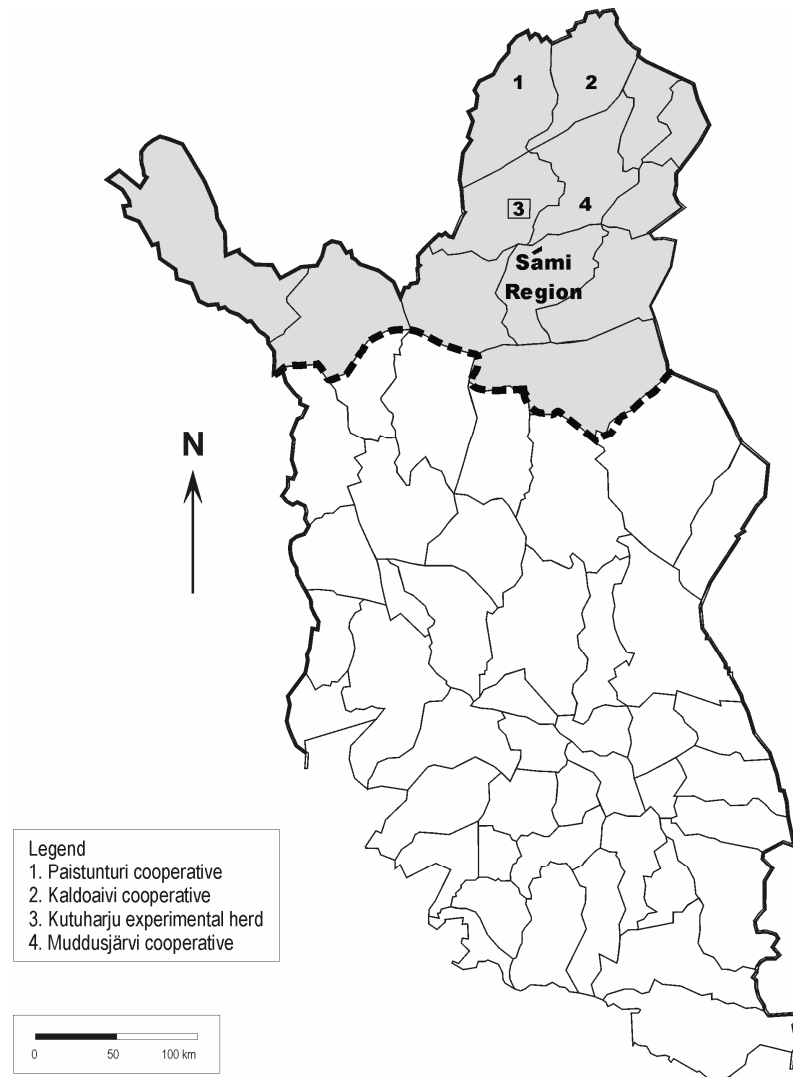 1
2
3
4
Sámi
Region
N
Legend
1. Paistunturi cooperative
2. Kaldoaivi cooperative
3. Kutuharju experimental herd
4. Muddusjärvi cooperative
0 50 100 km